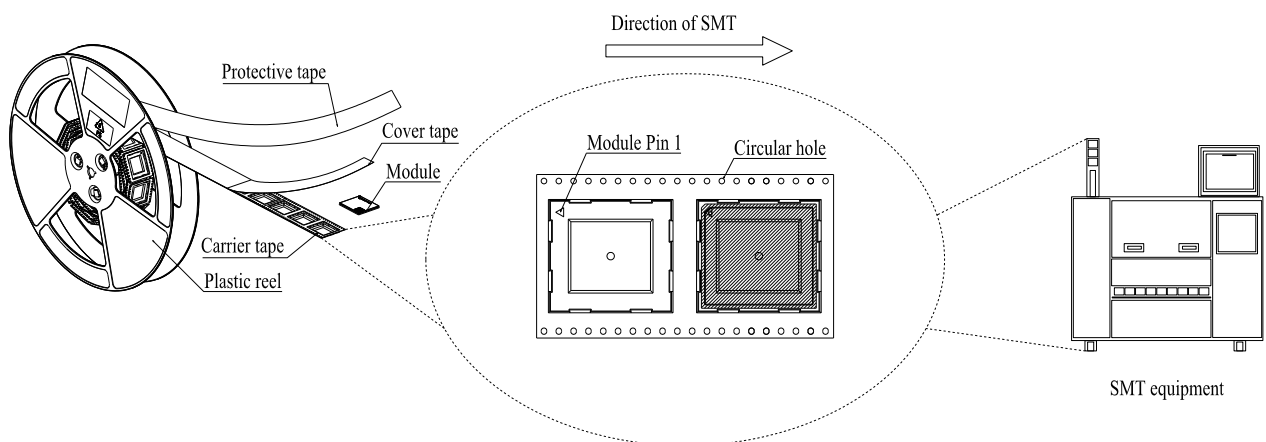 Direction of SMT
Protective tape
Cover tape
Module
Carrier tape
Plastic reel
Module Pin 1
Circular hole
SMT equipment